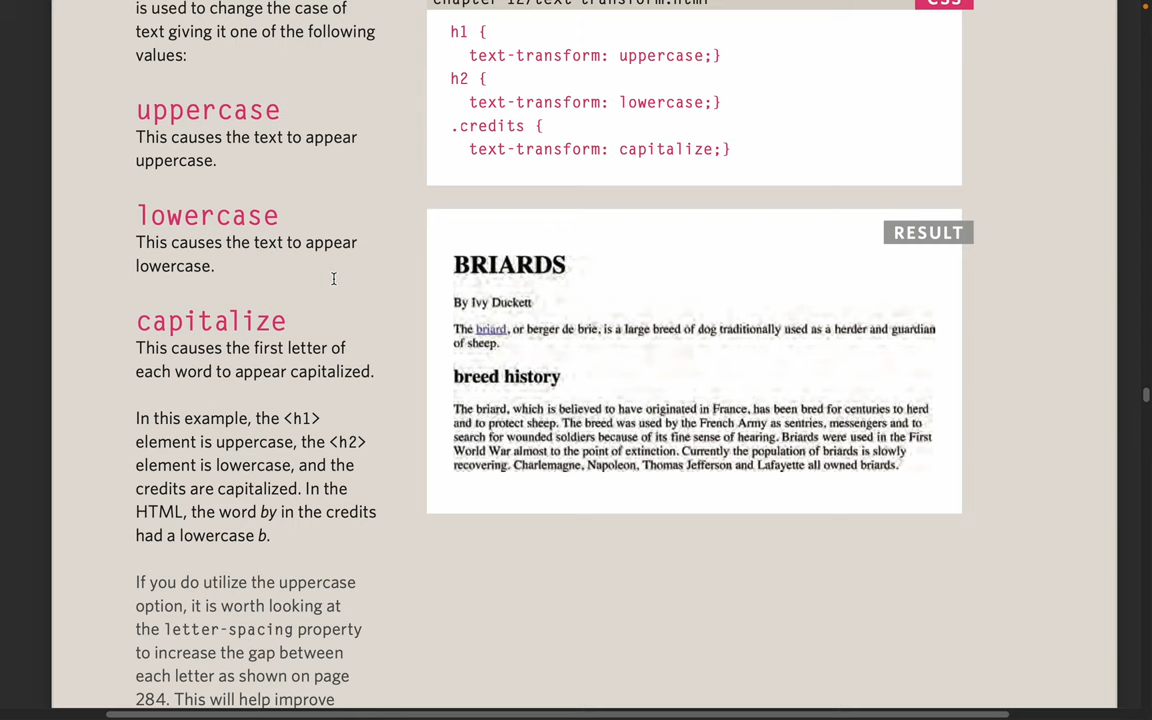 is used to change the case of
text giving it one of the following
values:
uppercase
This causes the text to appear
uppercase.
lowercase
This causes the text to appear
lowercase.
capitalize
This causes the first letter of
each word to appear capitalized.
In this example, the <h1>
element is uppercase, the <h2>
element is lowercase, and the
credits are capitalized. In the
HTML, the word by in the credits
had a lowercase b.
If you do utilize the uppercase
option, it is worth looking at
the letter-spacing property
to increase the gap between
each letter as shown on page
284. This will help improve
chapter-12/text-transform.html
CSS
h1 {
text-transform: uppercase;}
h2 {
text-transform: lowercase;}
.credits {
text-transform: capitalize;}
RESULT
BRIARDS
By Ivy Duckett
The briard, or berger de brie, is a large breed of dog traditionally used as a herder and guardian
of sheep.
breed history
The briard, which is believed to have originated in France, has been bred for centuries to herd
and to protect sheep. The breed was used by the French Army as sentries, messengers and to
search for wounded soldiers because of its fine sense of hearing. Briards were used in the First
World War almost to the point of extinction. Currently the population of briards is slowly
recovering. Charlemagne, Napoleon, Thomas Jefferson and Lafayette all owned briards.